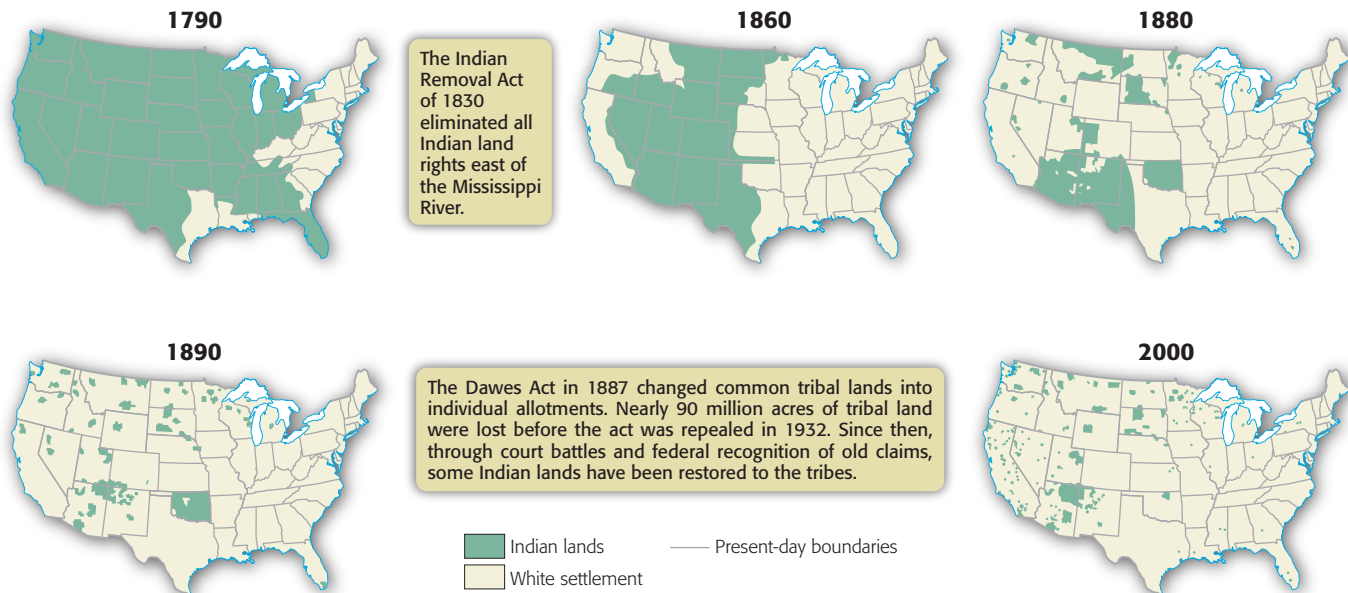 1790
The Indian
Removal Act
of 1830
eliminated all
Indian land
rights east of
the Mississippi
River.
1860
1880
1890
The Dawes Act in 1887 changed common tribal lands into
individual allotments. Nearly 90 million acres of tribal land
were lost before the act was repealed in 1932. Since then,
through court battles and federal recognition of old claims,
some Indian lands have been restored to the tribes.
2000
Indian lands
Present-day boundaries
White settlement